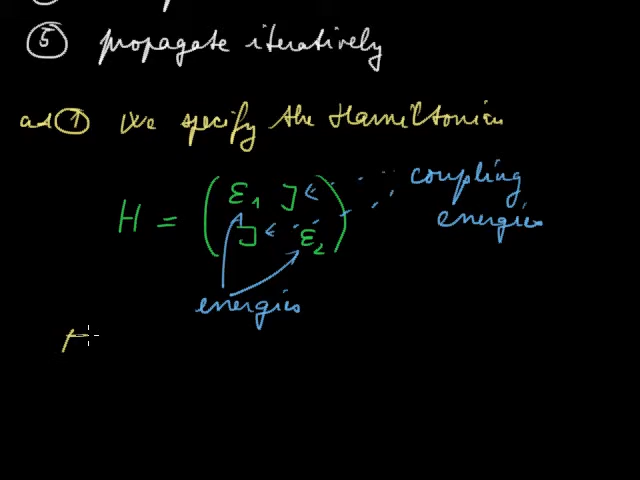 ⑤ propagate iteratively
ad ① We specify the Hamiltonian
H = ( ε₁ J
J ε₂ )
coupling
energies
energies